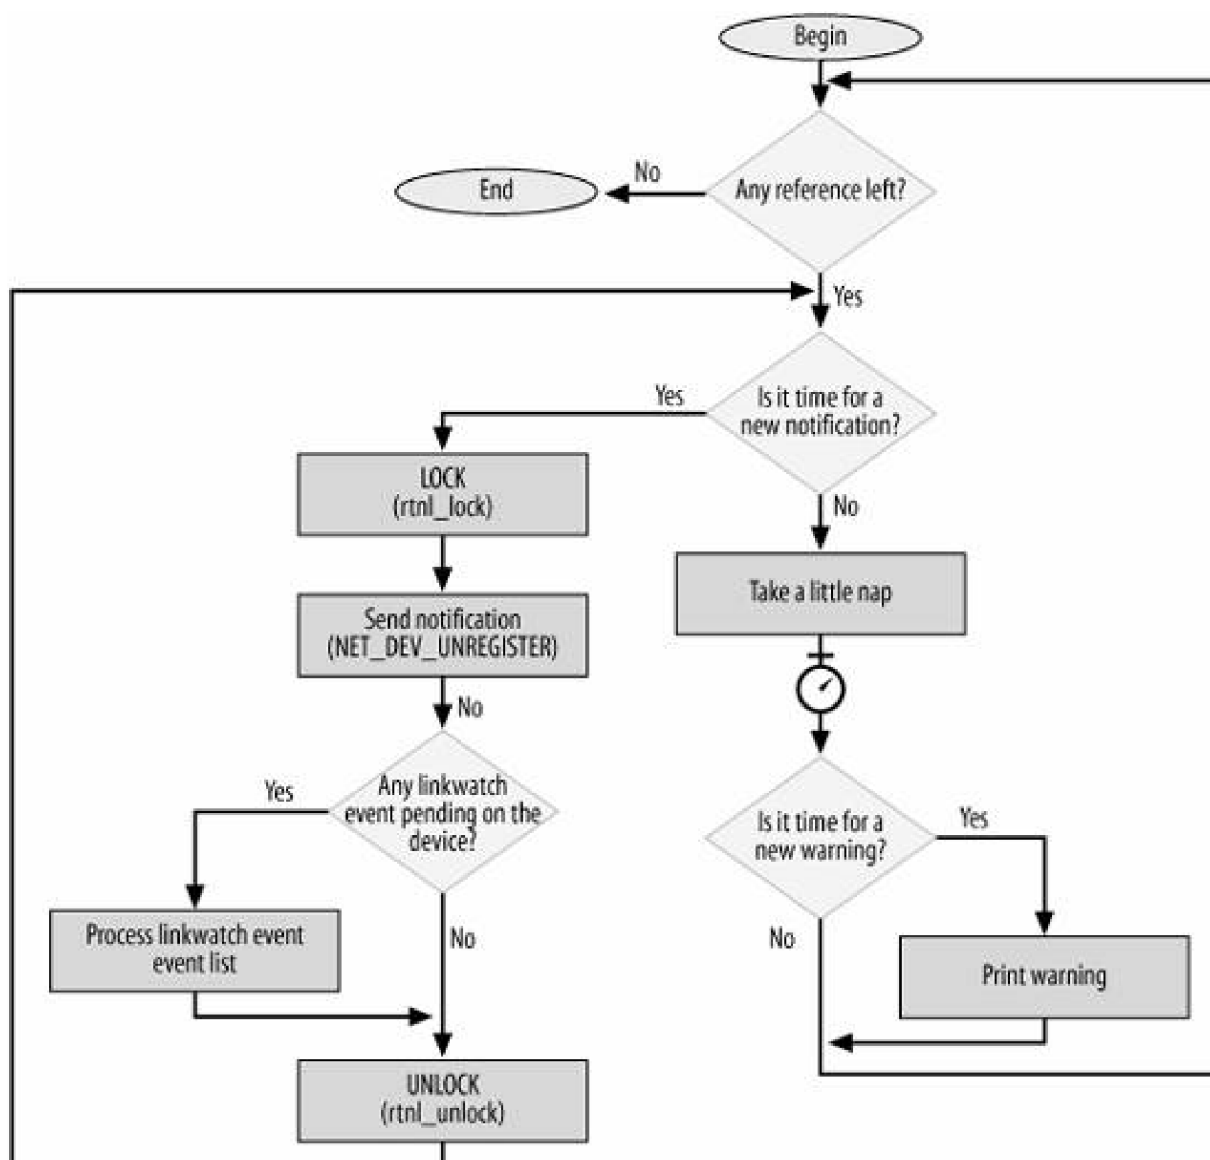 Begin
Any reference left?
No
End
Yes
Is it time for a
new notification?
Yes
LOCK
(rtnl_lock)
No
Take a little nap
Send notification
(NET_DEV_UNREGISTER)
No
Any linkwatch
event pending on the
device?
Yes
Is it time for a
new warning?
Yes
Process linkwatch event
event list
No
No
Print warning
UNLOCK
(rtnl_unlock)